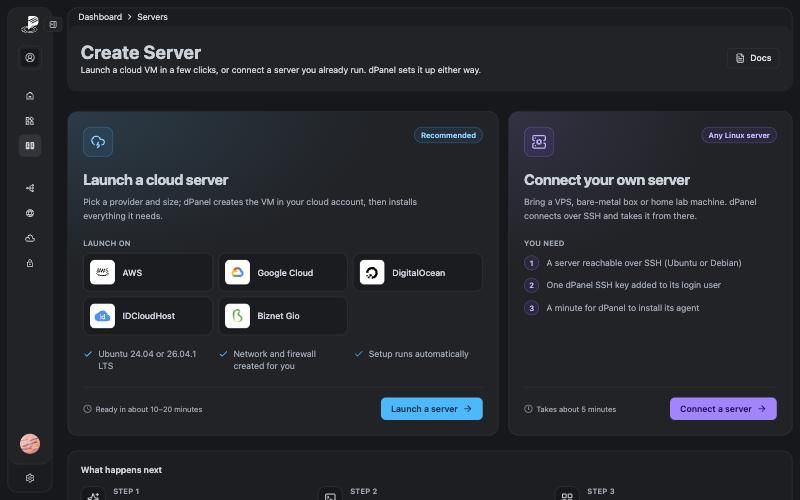 Dashboard > Servers
Create Server
Launch a cloud VM in a few clicks, or connect a server you already run. dPanel sets it up either way.
Docs
Recommended
Launch a cloud server
Pick a provider and size; dPanel creates the VM in your cloud account, then installs
everything it needs.
LAUNCH ON
aws AWS
Google Cloud
DigitalOcean
id IDCloudHost
Biznet Gio
Ubuntu 24.04 or 26.04.1
LTS
Network and firewall
created for you
Setup runs automatically
Ready in about 10–20 minutes
Launch a server
Any Linux server
Connect your own server
Bring a VPS, bare-metal box or home lab machine. dPanel
connects over SSH and takes it from there.
YOU NEED
1 A server reachable over SSH (Ubuntu or Debian)
2 One dPanel SSH key added to its login user
3 A minute for dPanel to install its agent
Takes about 5 minutes
Connect a server
What happens next
STEP 1
STEP 2
STEP 3